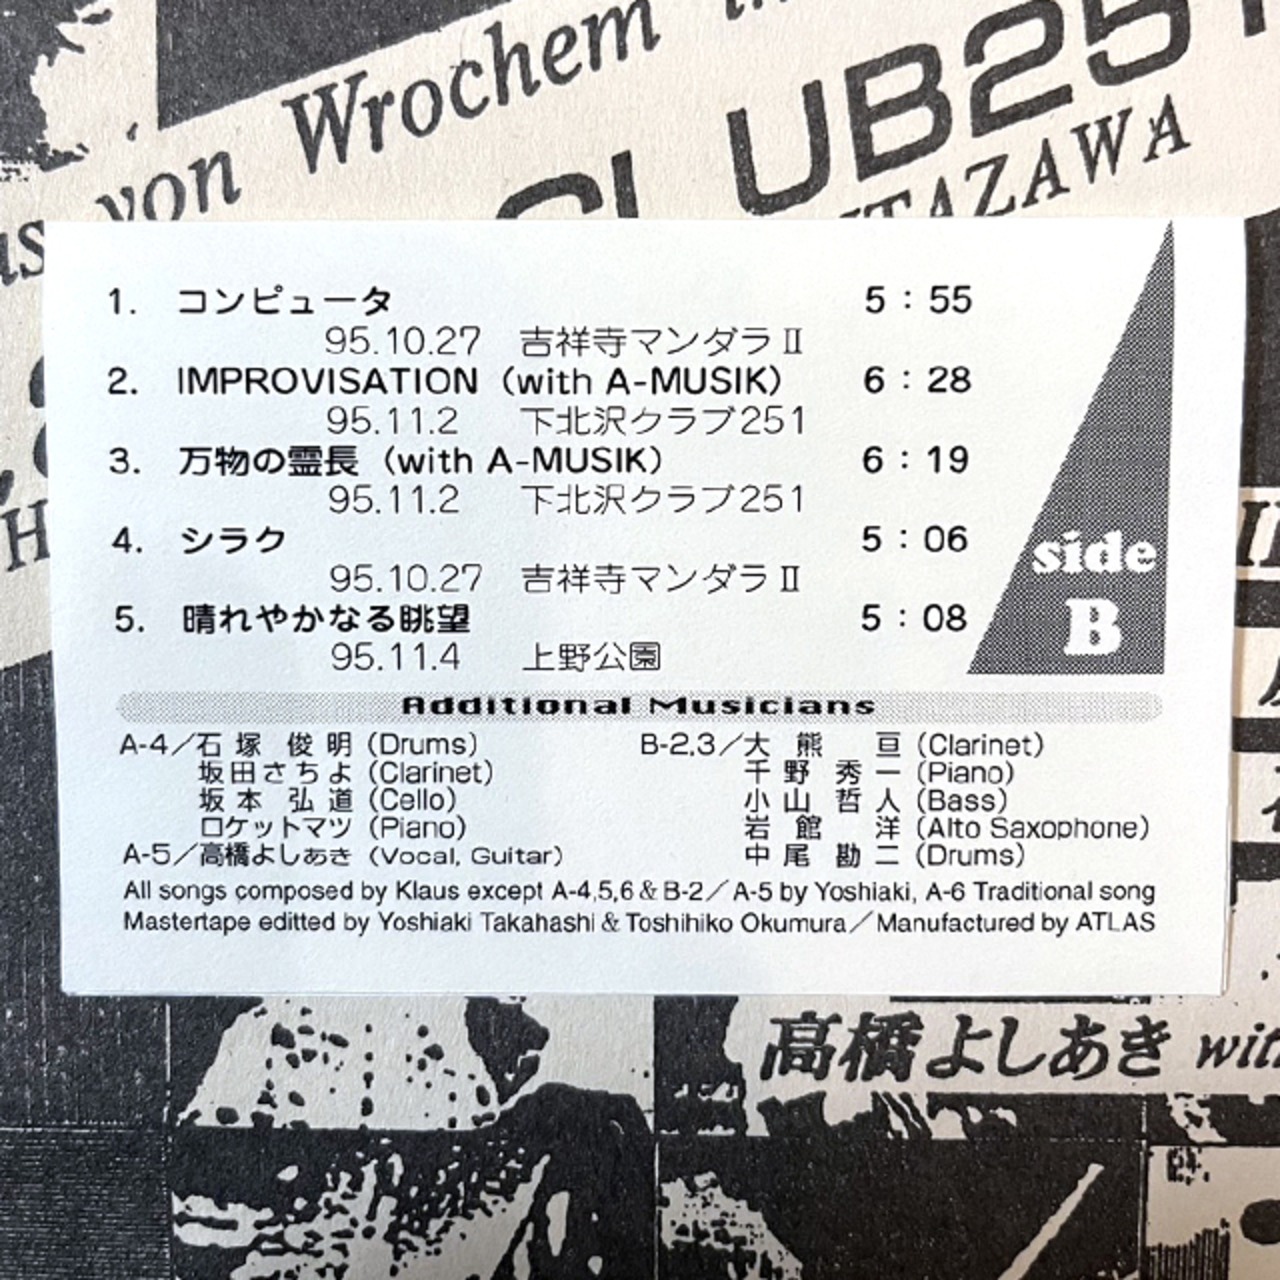 von Wrochem
CLUB251
TAZAWA
1. コンピュータ 5：55
95.10.27 吉祥寺マンダラⅡ
2. IMPROVISATION（with A-MUSIK） 6：28
95.11.2 下北沢クラブ251
3. 万物の霊長（with A-MUSIK） 6：19
95.11.2 下北沢クラブ251
4. シラク 5：06
95.10.27 吉祥寺マンダラⅡ
5. 晴れやかなる眺望 5：08
95.11.4 上野公園
side
B
Additional Musicians
A-4／石塚 俊明（Drums）
坂田さちよ（Clarinet）
坂本 弘道（Cello）
ロケットマツ（Piano）
A-5／高橋よしあき（Vocal, Guitar）
B-2,3／大熊 亘（Clarinet）
千野 秀一（Piano）
小山 哲人（Bass）
岩館 洋（Alto Saxophone）
中尾 勘二（Drums）
All songs composed by Klaus except A-4,5,6 & B-2／A-5 by Yoshiaki, A-6 Traditional song
Mastertape editted by Yoshiaki Takahashi & Toshihiko Okumura／Manufactured by ATLAS
高橋よしあき with